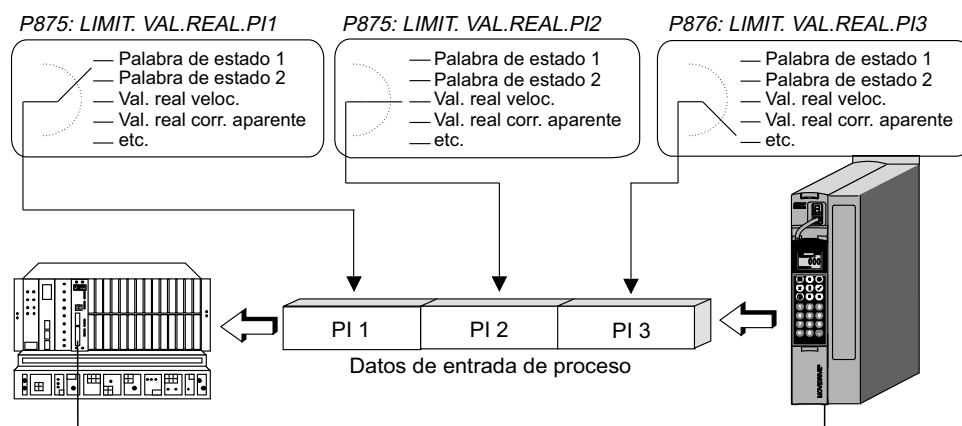 P875: LIMIT. VAL.REAL.PI1
Palabra de estado 1
Palabra de estado 2
Val. real veloc.
Val. real corr. aparente
etc.
P875: LIMIT. VAL.REAL.PI2
Palabra de estado 1
Palabra de estado 2
Val. real veloc.
Val. real corr. aparente
etc.
P876: LIMIT. VAL.REAL.PI3
Palabra de estado 1
Palabra de estado 2
Val. real veloc.
Val. real corr. aparente
etc.
PI 1
PI 2
PI 3
Datos de entrada de proceso